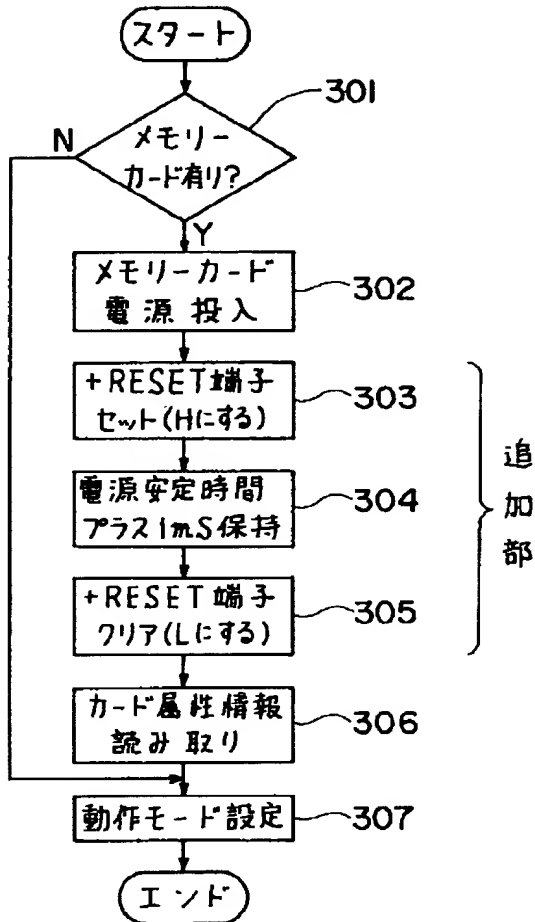 スタート
301
N
メモリー
カード有り?
Y
メモリーカード
電源投入
302
+RESET端子
セット(Hにする)
303
電源安定時間
プラス1mS保持
304
追加部
+RESET端子
クリア(Lにする)
305
カード属性情報
読み取り
306
動作モード設定
307
エンド